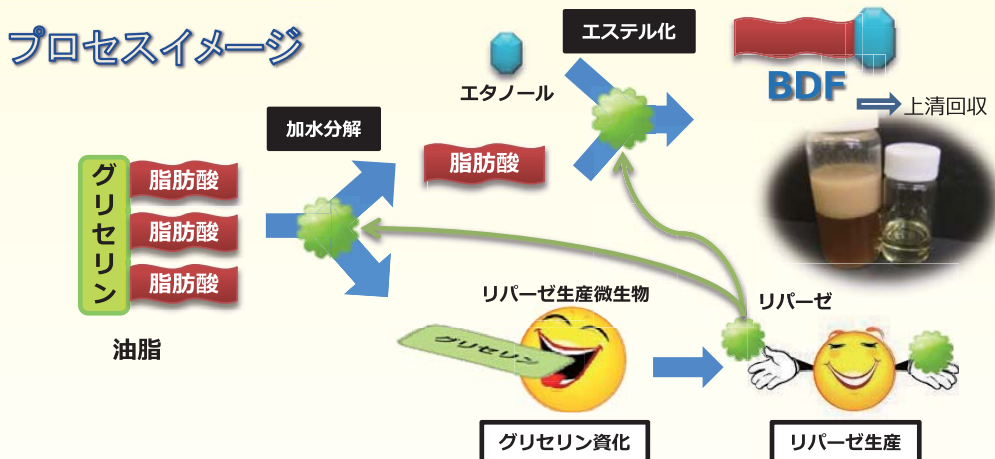 プロセスイメージ
エステル化
エタノール
BDF
上清回収
加水分解
グリセリン
脂肪酸
脂肪酸
脂肪酸
脂肪酸
油脂
リパーゼ生産微生物
リパーゼ
グリセリン
グリセリン資化
リパーゼ生産